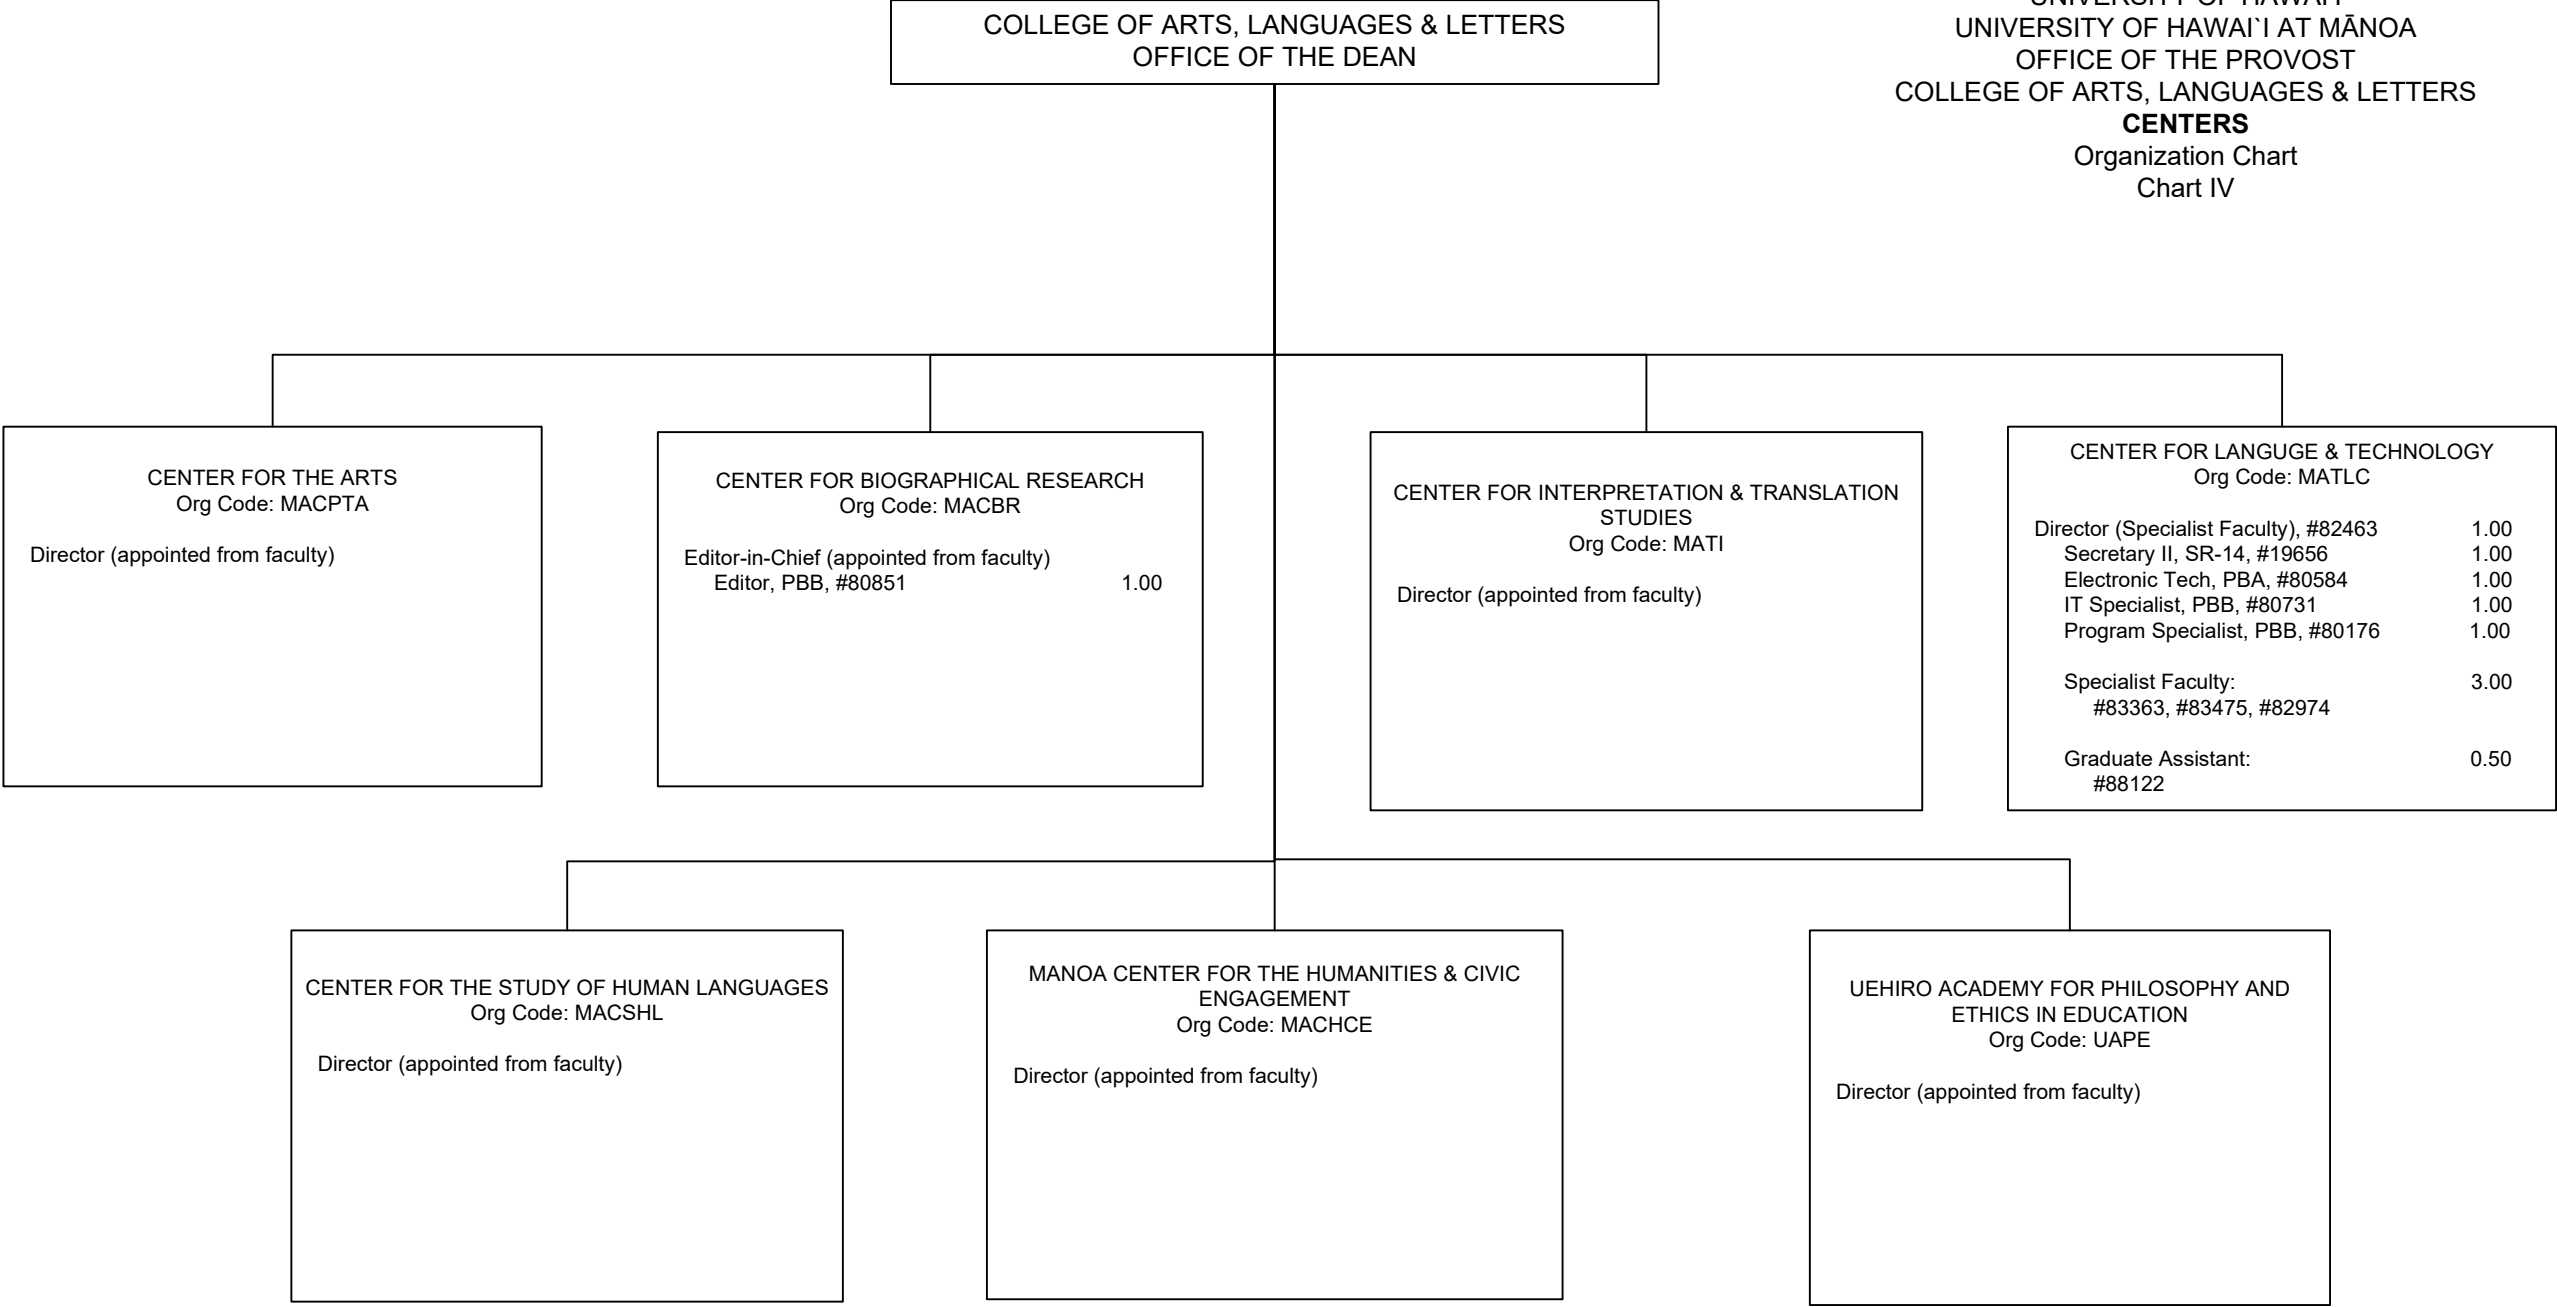 COLLEGE OF ARTS, LANGUAGES & LETTERS
OFFICE OF THE DEAN
UNIVERSITY OF HAWAI`I AT MĀNOA
OFFICE OF THE PROVOST
COLLEGE OF ARTS, LANGUAGES & LETTERS
CENTERS
Organization Chart
Chart IV
CENTER FOR THE ARTS
Org Code: MACPTA
Director (appointed from faculty)
CENTER FOR BIOGRAPHICAL RESEARCH
Org Code: MACBR
Editor-in-Chief (appointed from faculty)
Editor, PBB, #80851 1.00
CENTER FOR INTERPRETATION & TRANSLATION
STUDIES
Org Code: MATI
Director (appointed from faculty)
CENTER FOR LANGUGE & TECHNOLOGY
Org Code: MATLC
Director (Specialist Faculty), #82463 1.00
Secretary II, SR-14, #19656 1.00
Electronic Tech, PBA, #80584 1.00
IT Specialist, PBB, #80731 1.00
Program Specialist, PBB, #80176 1.00
Specialist Faculty: 3.00
#83363, #83475, #82974
Graduate Assistant: 0.50
#88122
CENTER FOR THE STUDY OF HUMAN LANGUAGES
Org Code: MACSHL
Director (appointed from faculty)
MANOA CENTER FOR THE HUMANITIES & CIVIC
ENGAGEMENT
Org Code: MACHCE
Director (appointed from faculty)
UEHIRO ACADEMY FOR PHILOSOPHY AND
ETHICS IN EDUCATION
Org Code: UAPE
Director (appointed from faculty)